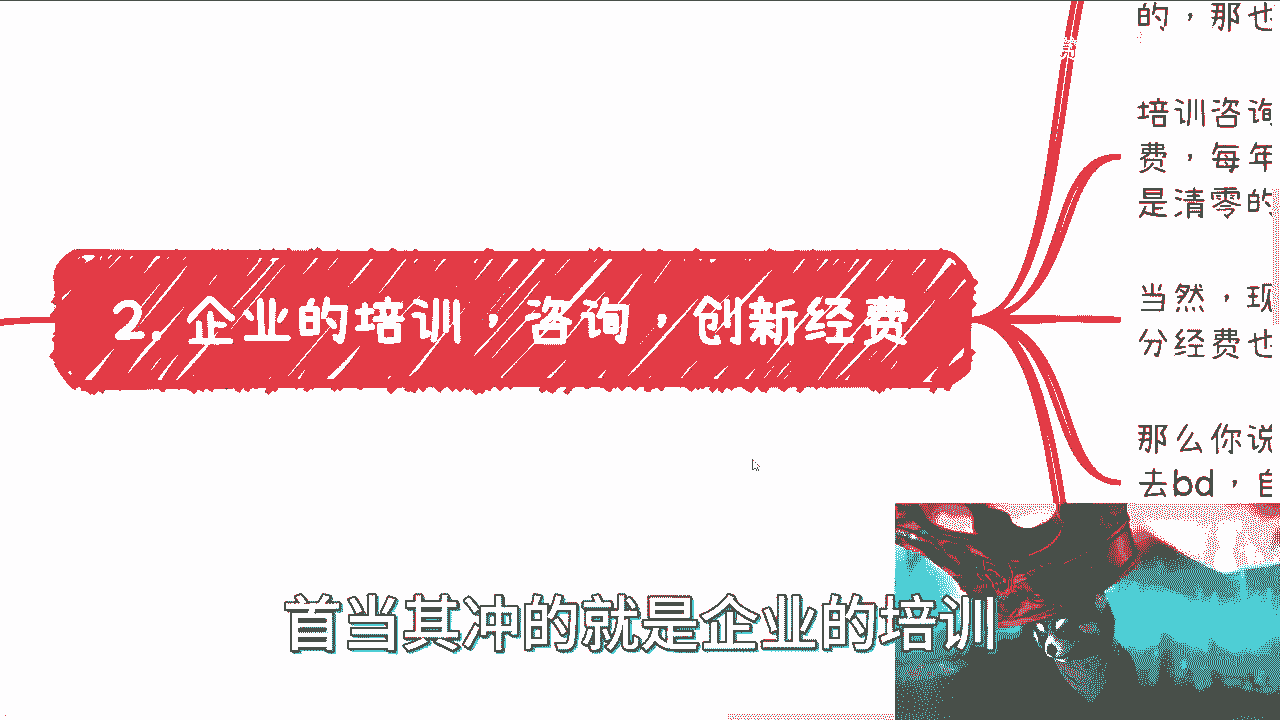 的，那也
培训咨询
费，每年
是清零的
2. 企业的培训，咨询，创新经费
当然，现
分经费也
那么你说
去bd，自
首当其冲的就是企业的培训